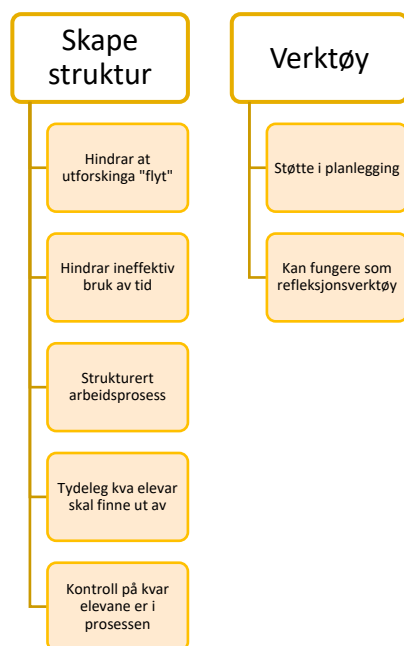 Skape
struktur
Hindrar at
utforskinga "flyt"
Hindrar ineffektiv
bruk av tid
Strukturert
arbeidsprosess
Tydeleg kva elevar
skal finne ut av
Kontroll på kvar
elevane er i
prosessen
Verktøy
Støtte i planlegging
Kan fungere som
refleksjonsverktøy